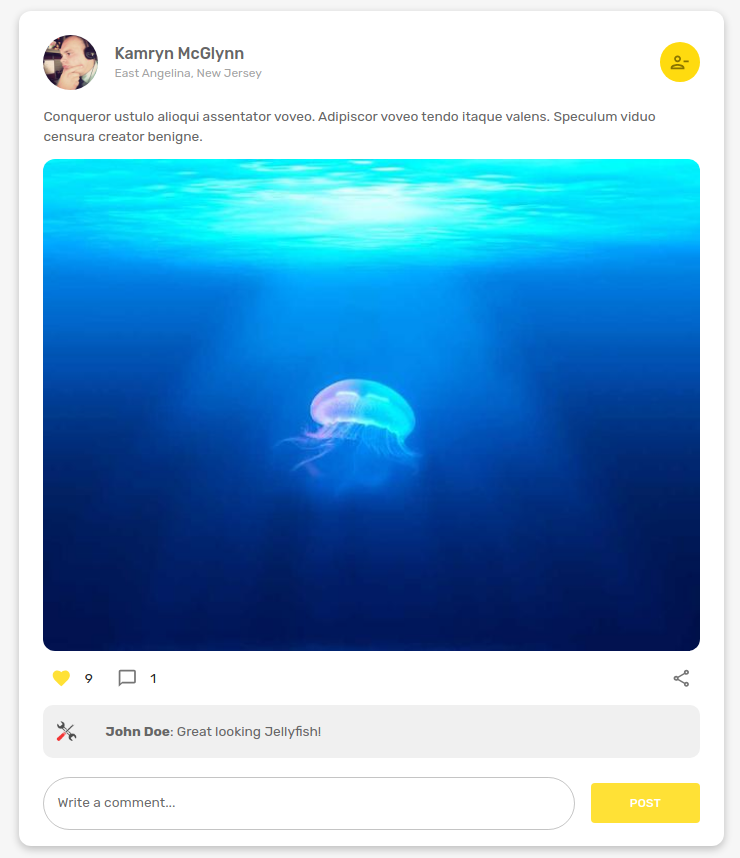 Kamryn McGlynn
East Angelina, New Jersey
Conqueror ustulo alioqui assentator voveo. Adipiscor voveo tendo itaque valens. Speculum viduo
censura creator benigne.
9 1
John Doe: Great looking Jellyfish!
Write a comment...
POST